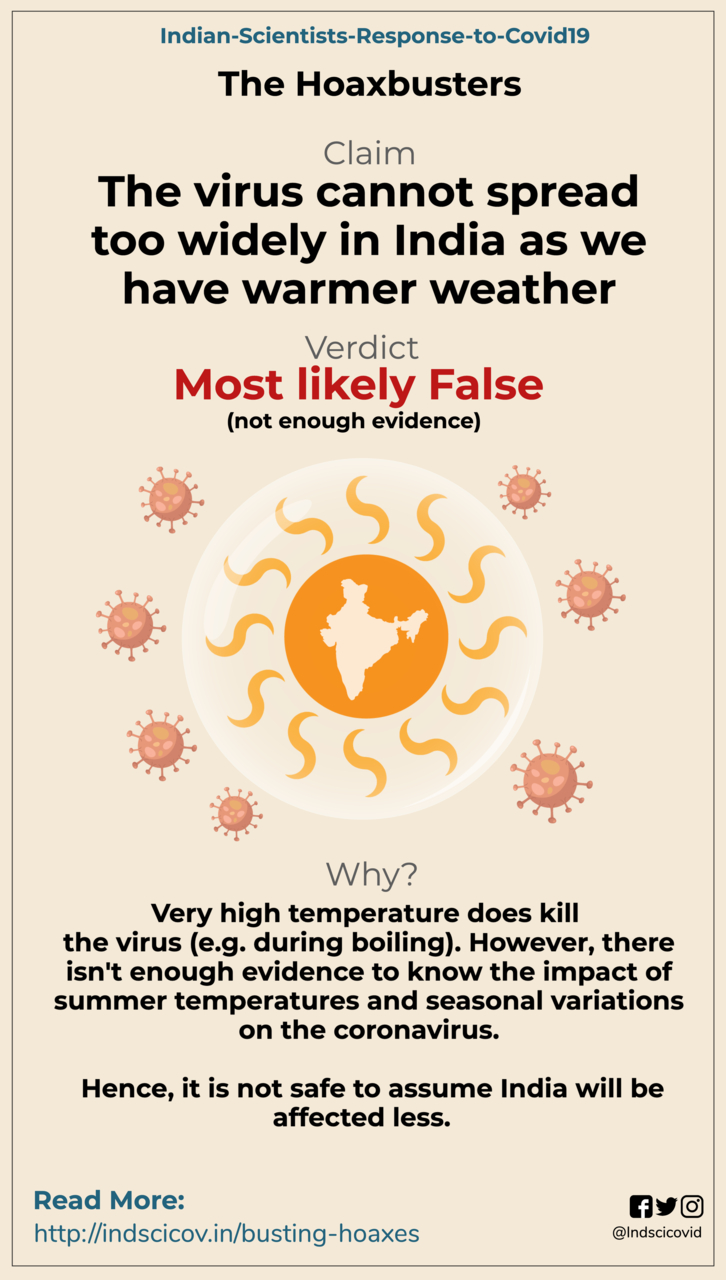 Indian-Scientists-Response-to-Covid19
The Hoaxbusters
Claim
The virus cannot spread
too widely in India as we
have warmer weather
Verdict
Most likely False
(not enough evidence)
Why?
Very high temperature does kill
the virus (e.g. during boiling). However, there
isn't enough evidence to know the impact of
summer temperatures and seasonal variations
on the coronavirus.
Hence, it is not safe to assume India will be
affected less.
Read More:
http://indscicov.in/busting-hoaxes
@Indscicovid